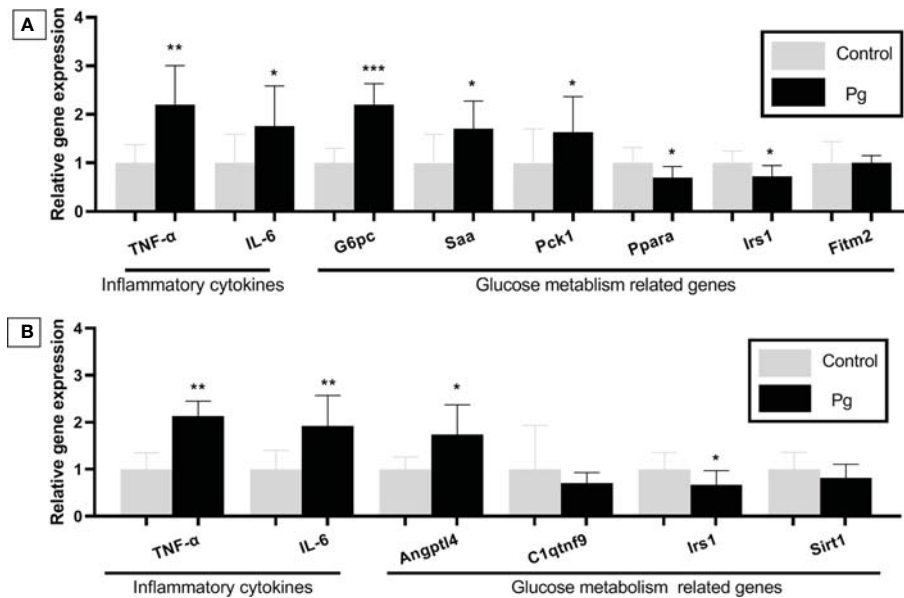 A
Relative gene expression
4
3
2
1
0
**
*
***
*
*
*
*
Control
Pg
TNF-α
IL-6
G6pc
Saa
Pck1
Ppara
Irs1
Fitm2
Inflammatory cytokines
Glucose metblism related genes
B
Relative gene expression
4
3
2
1
0
**
**
*
*
Control
Pg
TNF-α
IL-6
Angptl4
C1qtnf9
Irs1
Sirt1
Inflammatory cytokines
Glucose metabolism related genes